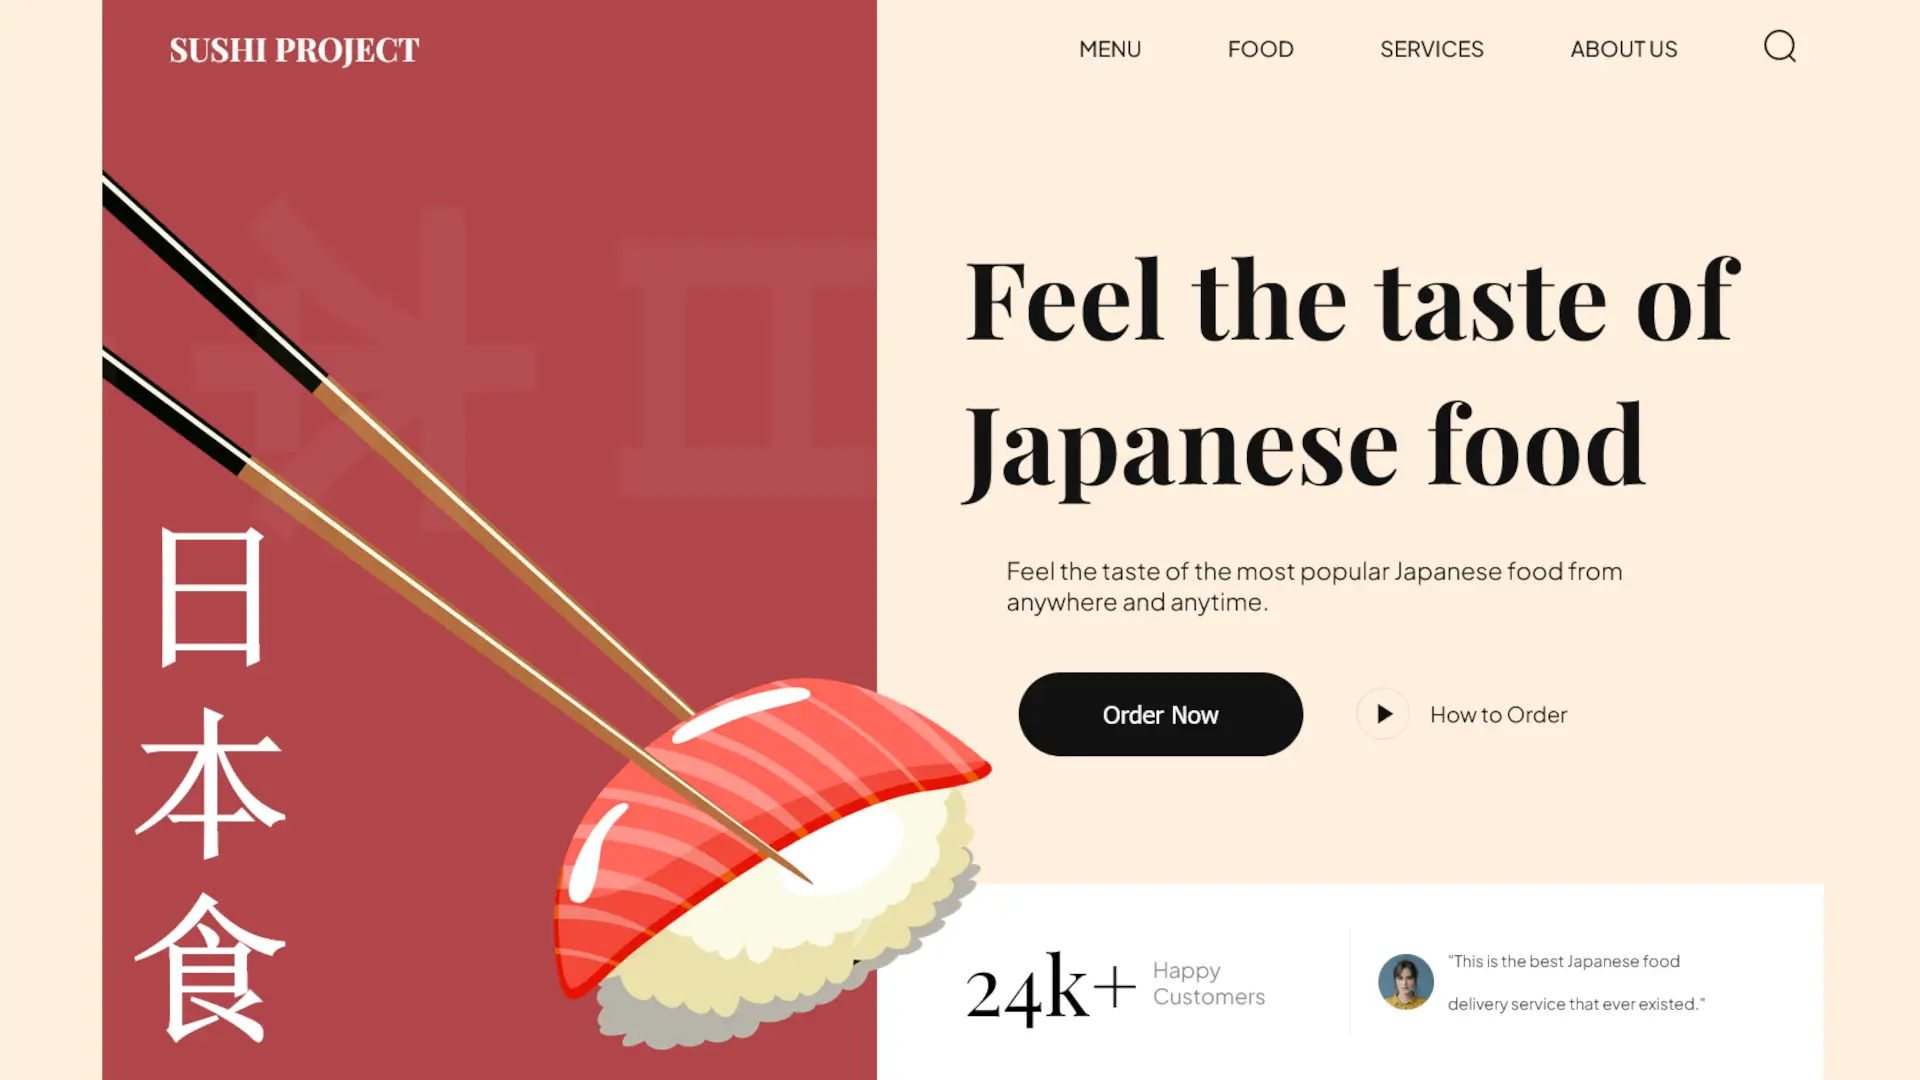 SUSHI PROJECT
MENU FOOD SERVICES ABOUT US
Feel the taste of
Japanese food
Feel the taste of the most popular Japanese food from
anywhere and anytime.
Order Now
How to Order
日
本
食
24k+
Happy
Customers
"This is the best Japanese food
delivery service that ever existed."